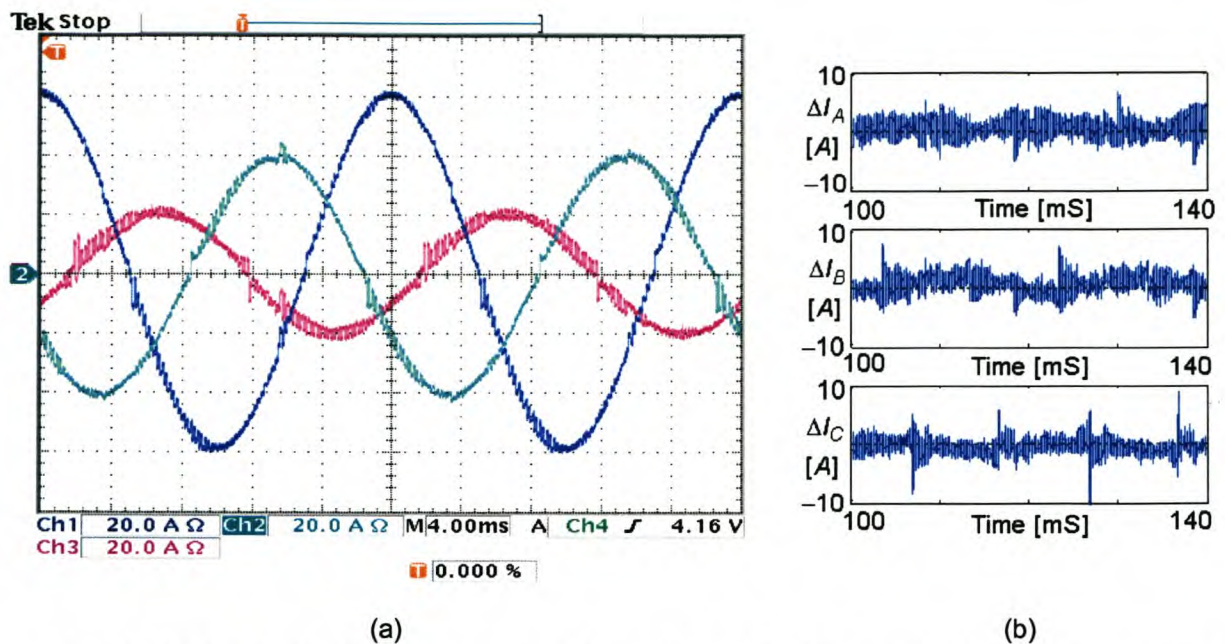 Tek Stop
T
T
2
Ch1 20.0 A Ω Ch2 20.0 A Ω M 4.00ms A Ch4 ƒ 4.16 V
Ch3 20.0 A Ω
T 0.000 %
(a)
10
ΔI_A
[A]
−10
100 Time [mS] 140
10
ΔI_B
[A]
−10
100 Time [mS] 140
10
ΔI_C
[A]
−10
100 Time [mS] 140
(b)